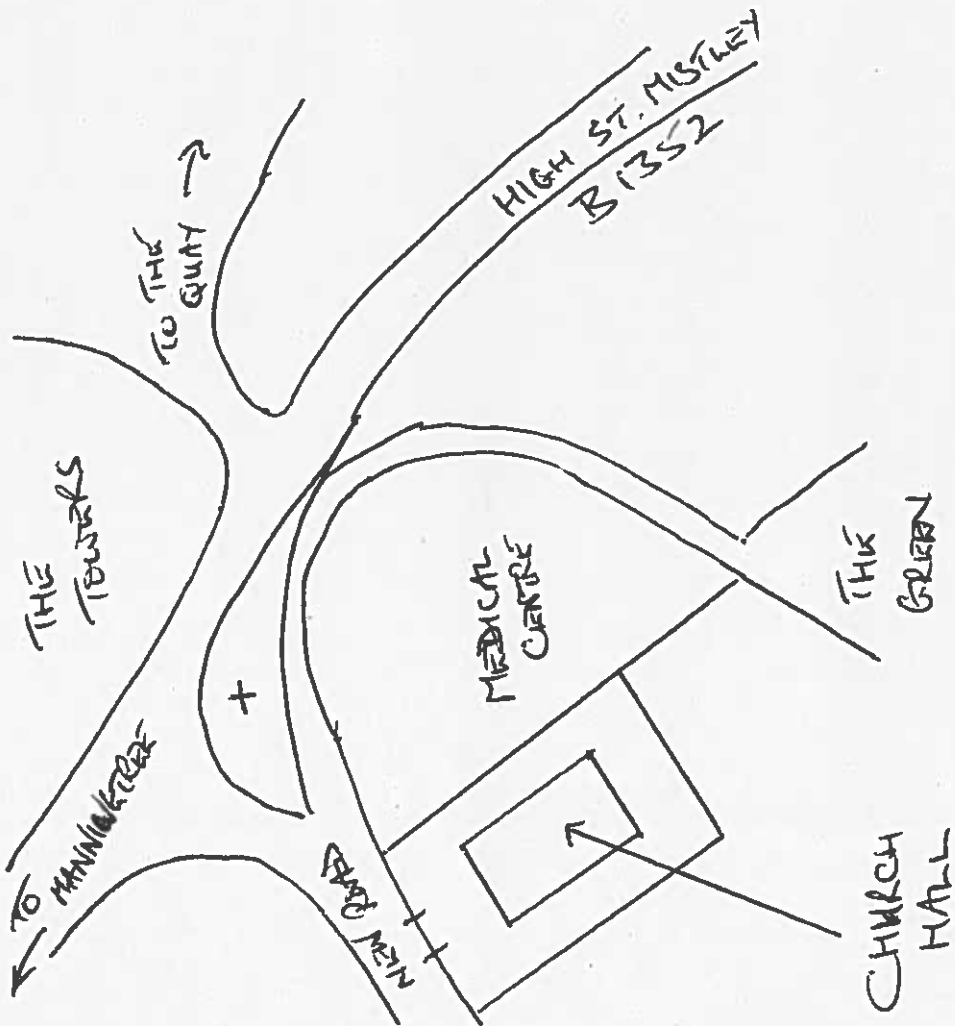 THE
TOWERS
TO THE
QUAY →
HIGH ST. MISTLEY
B1352
← TO
MANNINGTREE
+
MEDICAL
CENTRE
NEW ROAD
THE
GREEN
CHURCH
HALL